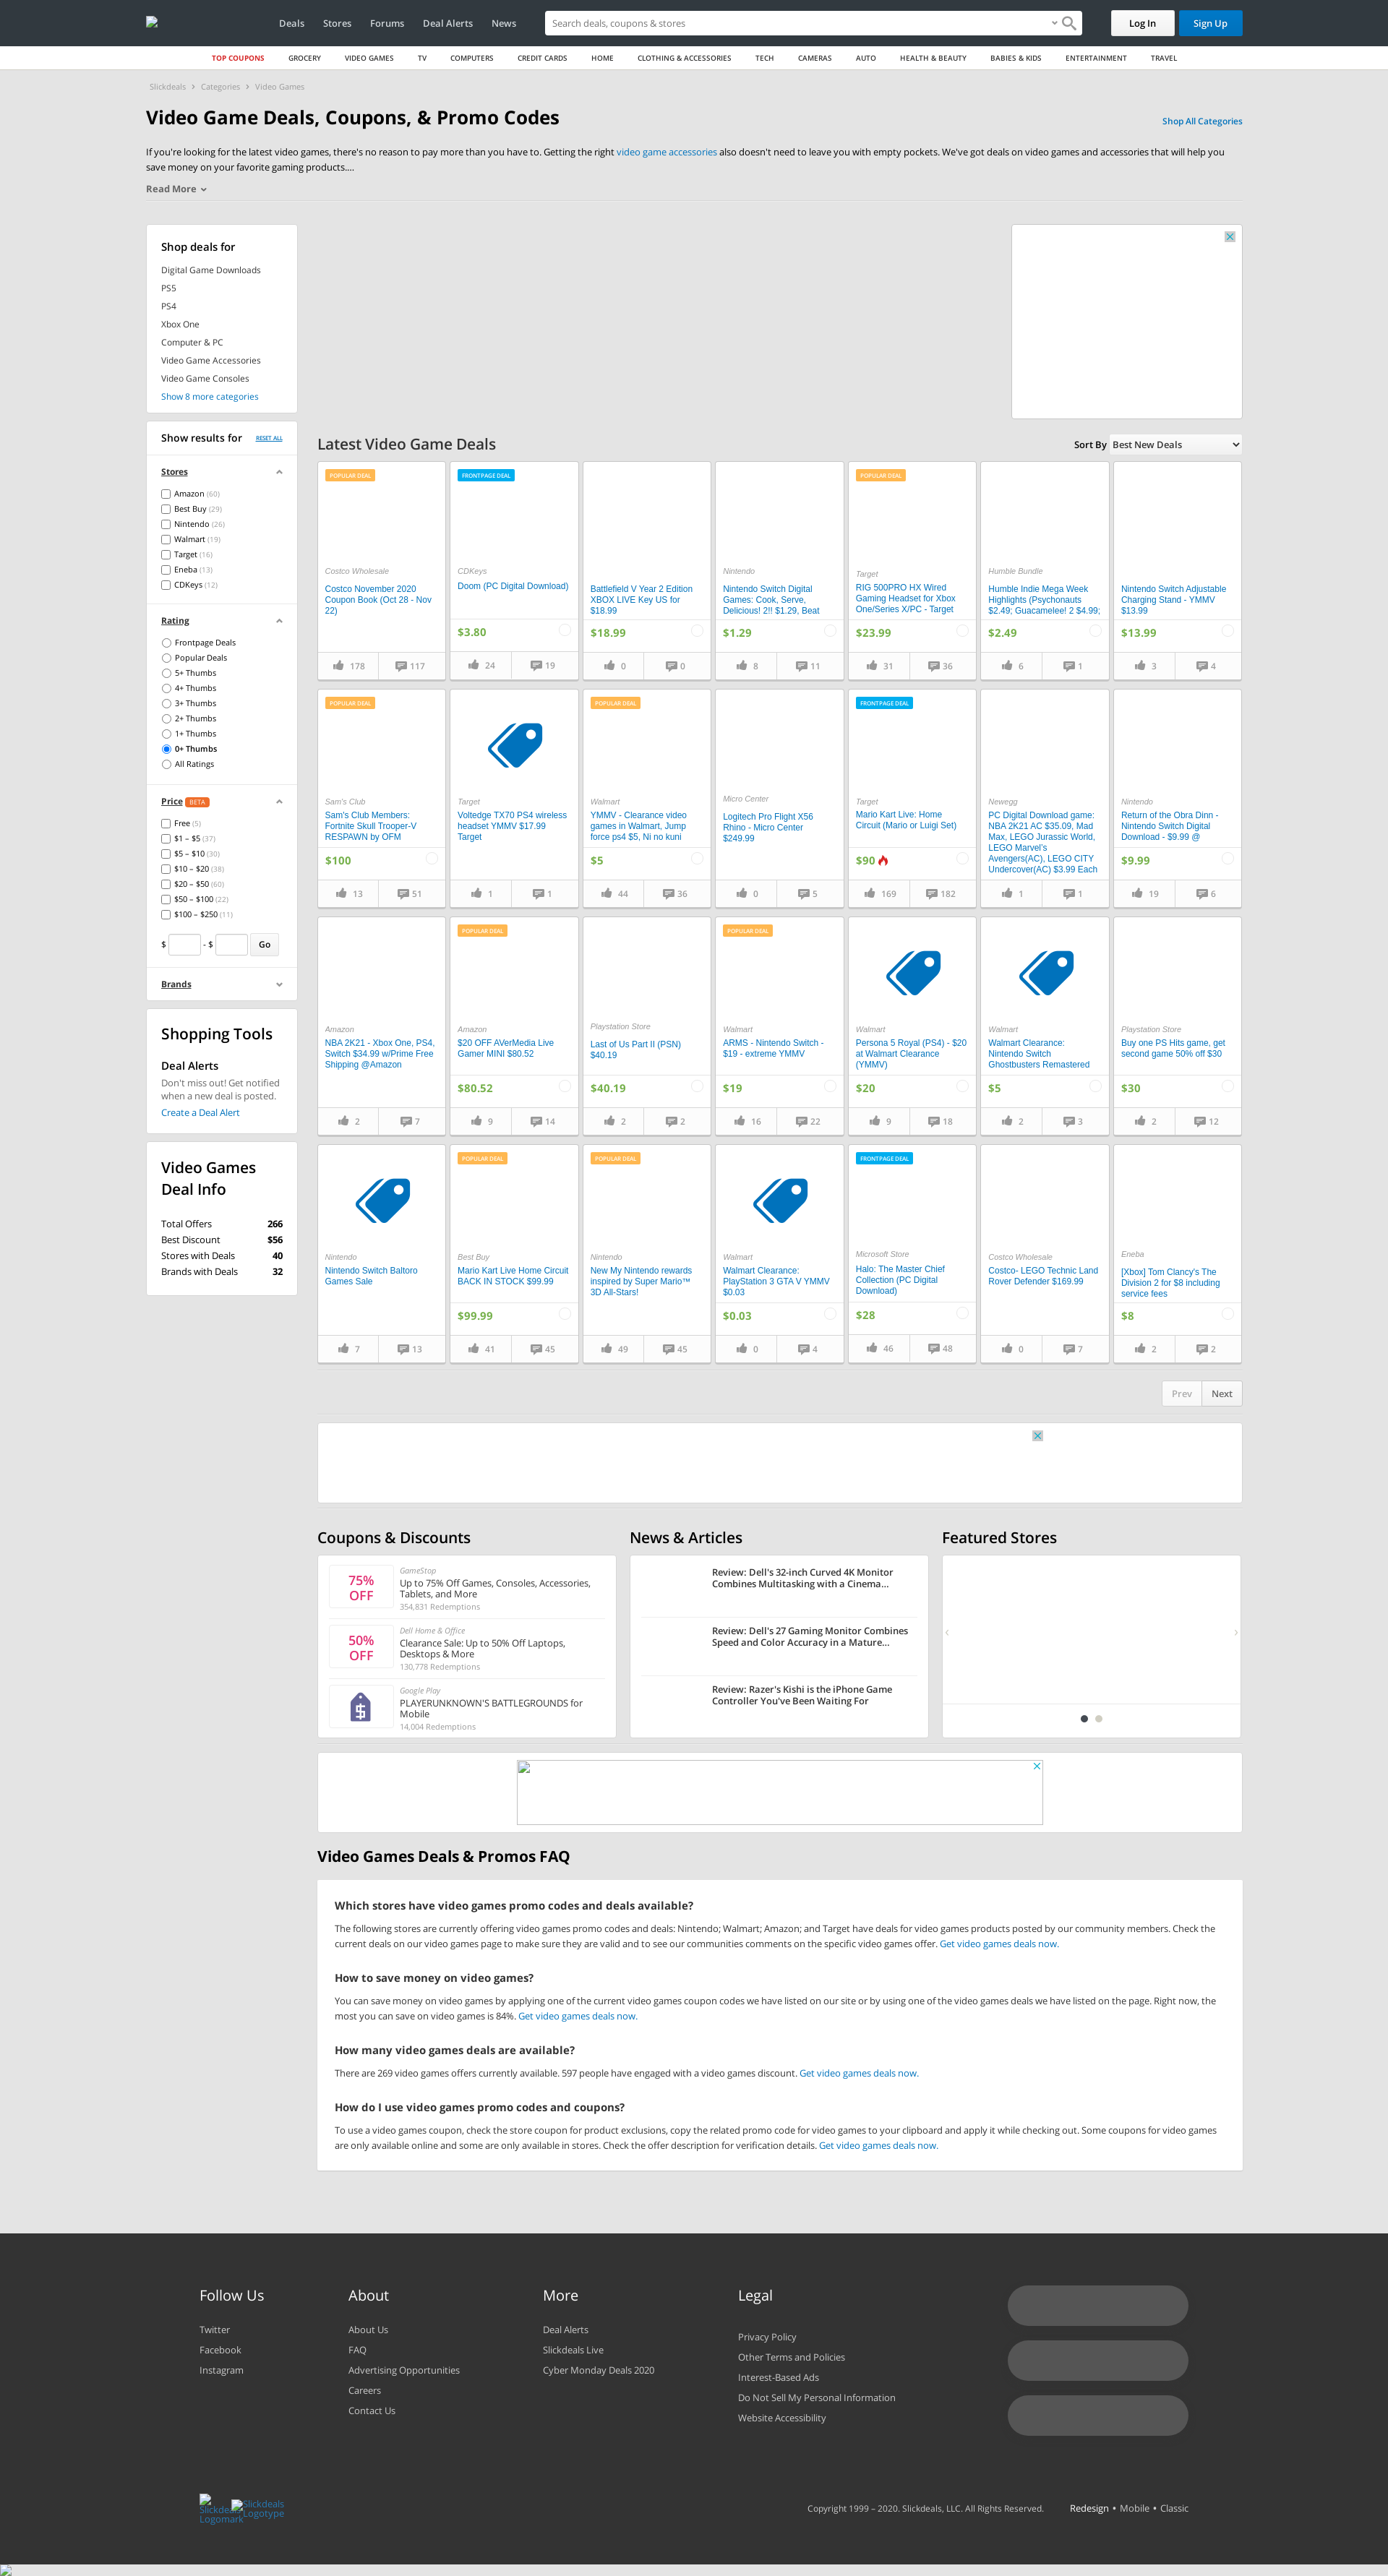 Deals Stores Forums Deal Alerts News Search deals, coupons & stores Log In Sign Up
TOP COUPONS GROCERY VIDEO GAMES TV COMPUTERS CREDIT CARDS HOME CLOTHING & ACCESSORIES TECH CAMERAS AUTO HEALTH & BEAUTY BABIES & KIDS ENTERTAINMENT TRAVEL
Slickdeals › Categories › Video Games
Video Game Deals, Coupons, & Promo Codes
Shop All Categories
If you're looking for the latest video games, there's no reason to pay more than you have to. Getting the right video game accessories also doesn't need to leave you with empty pockets. We've got deals on video games and accessories that will help you
save money on your favorite gaming products....
Read More
Shop deals for
Digital Game Downloads
PS5
PS4
Xbox One
Computer & PC
Video Game Accessories
Video Game Consoles
Show 8 more categories
Show results for RESET ALL
Stores
Amazon (60)
Best Buy (29)
Nintendo (26)
Walmart (19)
Target (16)
Eneba (13)
CDKeys (12)
Rating
Frontpage Deals
Popular Deals
5+ Thumbs
4+ Thumbs
3+ Thumbs
2+ Thumbs
1+ Thumbs
0+ Thumbs
All Ratings
Price BETA
Free (5)
$1 – $5 (37)
$5 – $10 (30)
$10 – $20 (38)
$20 – $50 (60)
$50 – $100 (22)
$100 – $250 (11)
$ - $ Go
Brands
Shopping Tools
Deal Alerts
Don't miss out! Get notified
when a new deal is posted.
Create a Deal Alert
Video Games
Deal Info
Total Offers 266
Best Discount $56
Stores with Deals 40
Brands with Deals 32
Latest Video Game Deals
Sort By Best New Deals
POPULAR DEAL
Costco Wholesale
Costco November 2020
Coupon Book (Oct 28 - Nov
22)
178 117
FRONTPAGE DEAL
CDKeys
Doom (PC Digital Download)
$3.80
24 19
Battlefield V Year 2 Edition
XBOX LIVE Key US for
$18.99
$18.99
0 0
Nintendo
Nintendo Switch Digital
Games: Cook, Serve,
Delicious! 2!! $1.29, Beat
$1.29
8 11
POPULAR DEAL
Target
RIG 500PRO HX Wired
Gaming Headset for Xbox
One/Series X/PC - Target
$23.99
31 36
Humble Bundle
Humble Indie Mega Week
Highlights (Psychonauts
$2.49; Guacamelee! 2 $4.99;
$2.49
6 1
Nintendo Switch Adjustable
Charging Stand - YMMV
$13.99
$13.99
3 4
POPULAR DEAL
Sam's Club
Sam's Club Members:
Fortnite Skull Trooper-V
RESPAWN by OFM
$100
13 51
Target
Voltedge TX70 PS4 wireless
headset YMMV $17.99
Target
1 1
POPULAR DEAL
Walmart
YMMV - Clearance video
games in Walmart, Jump
force ps4 $5, Ni no kuni
$5
44 36
Micro Center
Logitech Pro Flight X56
Rhino - Micro Center
$249.99
0 5
FRONTPAGE DEAL
Target
Mario Kart Live: Home
Circuit (Mario or Luigi Set)
$90
169 182
Newegg
PC Digital Download game:
NBA 2K21 AC $35.09, Mad
Max, LEGO Jurassic World,
LEGO Marvel's
Avengers(AC), LEGO CITY
Undercover(AC) $3.99 Each
1 1
Nintendo
Return of the Obra Dinn -
Nintendo Switch Digital
Download - $9.99 @
$9.99
19 6
Amazon
NBA 2K21 - Xbox One, PS4,
Switch $34.99 w/Prime Free
Shipping @Amazon
2 7
POPULAR DEAL
Amazon
$20 OFF AVerMedia Live
Gamer MINI $80.52
$80.52
9 14
Playstation Store
Last of Us Part II (PSN)
$40.19
$40.19
2 2
POPULAR DEAL
Walmart
ARMS - Nintendo Switch -
$19 - extreme YMMV
$19
16 22
Walmart
Persona 5 Royal (PS4) - $20
at Walmart Clearance
(YMMV)
$20
9 18
Walmart
Walmart Clearance:
Nintendo Switch
Ghostbusters Remastered
$5
2 3
Playstation Store
Buy one PS Hits game, get
second game 50% off $30
$30
2 12
Nintendo
Nintendo Switch Baltoro
Games Sale
7 13
POPULAR DEAL
Best Buy
Mario Kart Live Home Circuit
BACK IN STOCK $99.99
$99.99
41 45
POPULAR DEAL
Nintendo
New My Nintendo rewards
inspired by Super Mario™
3D All-Stars!
49 45
Walmart
Walmart Clearance:
PlayStation 3 GTA V YMMV
$0.03
$0.03
0 4
FRONTPAGE DEAL
Microsoft Store
Halo: The Master Chief
Collection (PC Digital
Download)
$28
46 48
Costco Wholesale
Costco- LEGO Technic Land
Rover Defender $169.99
0 7
Eneba
[Xbox] Tom Clancy's The
Division 2 for $8 including
service fees
$8
2 2
Prev Next
Coupons & Discounts
75%
OFF
GameStop
Up to 75% Off Games, Consoles, Accessories,
Tablets, and More
354,831 Redemptions
50%
OFF
Dell Home & Office
Clearance Sale: Up to 50% Off Laptops,
Desktops & More
130,778 Redemptions
Google Play
PLAYERUNKNOWN'S BATTLEGROUNDS for
Mobile
14,004 Redemptions
News & Articles
Review: Dell's 32-inch Curved 4K Monitor
Combines Multitasking with a Cinema...
Review: Dell's 27 Gaming Monitor Combines
Speed and Color Accuracy in a Mature...
Review: Razer's Kishi is the iPhone Game
Controller You've Been Waiting For
Featured Stores
Video Games Deals & Promos FAQ
Which stores have video games promo codes and deals available?
The following stores are currently offering video games promo codes and deals: Nintendo; Walmart; Amazon; and Target have deals for video games products posted by our community members. Check the
current deals on our video games page to make sure they are valid and to see our communities comments on the specific video games offer. Get video games deals now.
How to save money on video games?
You can save money on video games by applying one of the current video games coupon codes we have listed on our site or by using one of the video games deals we have listed on the page. Right now, the
most you can save on video games is 84%. Get video games deals now.
How many video games deals are available?
There are 269 video games offers currently available. 597 people have engaged with a video games discount. Get video games deals now.
How do I use video games promo codes and coupons?
To use a video games coupon, check the store coupon for product exclusions, copy the related promo code for video games to your clipboard and apply it while checking out. Some coupons for video games
are only available online and some are only available in stores. Check the offer description for verification details. Get video games deals now.
Follow Us
Twitter
Facebook
Instagram
About
About Us
FAQ
Advertising Opportunities
Careers
Contact Us
More
Deal Alerts
Slickdeals Live
Cyber Monday Deals 2020
Legal
Privacy Policy
Other Terms and Policies
Interest-Based Ads
Do Not Sell My Personal Information
Website Accessibility
Slickdeals Logomark
Slickdeals Logotype
Copyright 1999 – 2020. Slickdeals, LLC. All Rights Reserved. Redesign • Mobile • Classic